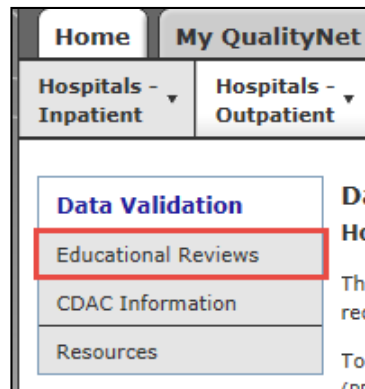 Home My QualityNet
Hospitals - Inpatient
Hospitals - Outpatient
Data Validation
Educational Reviews
CDAC Information
Resources